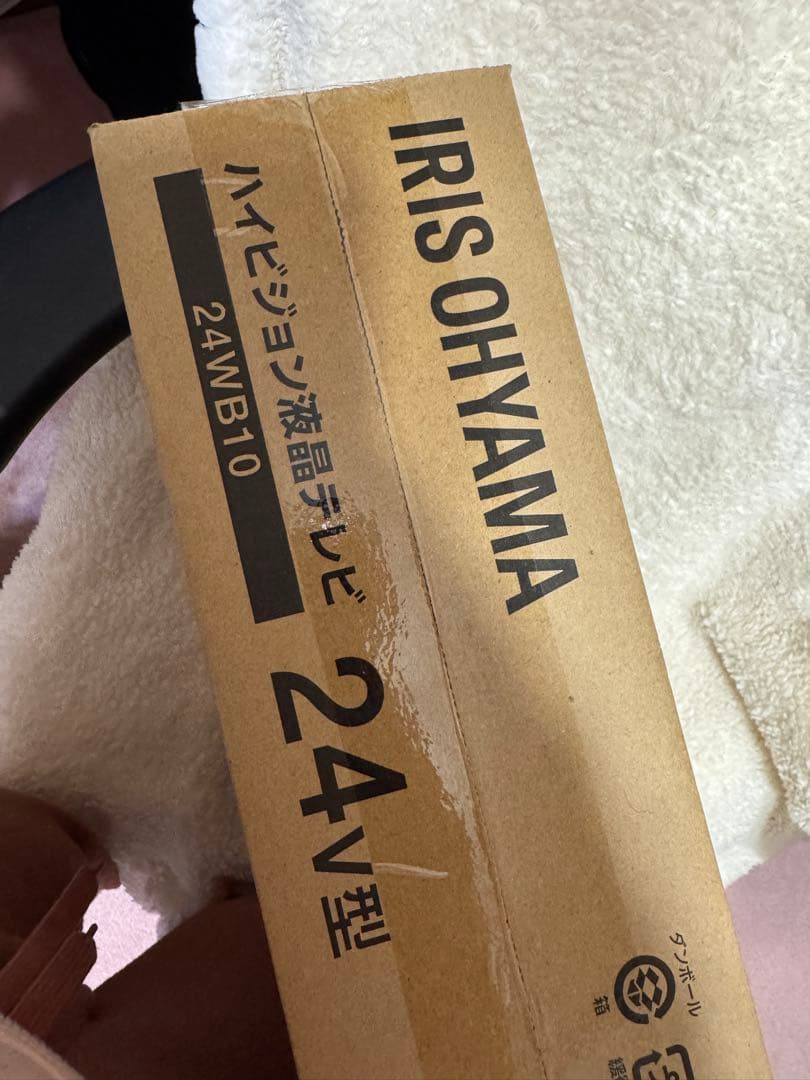 IRIS OHYAMA
ハイビジョン液晶テレビ
24V型
24WB10
ダンボール
箱